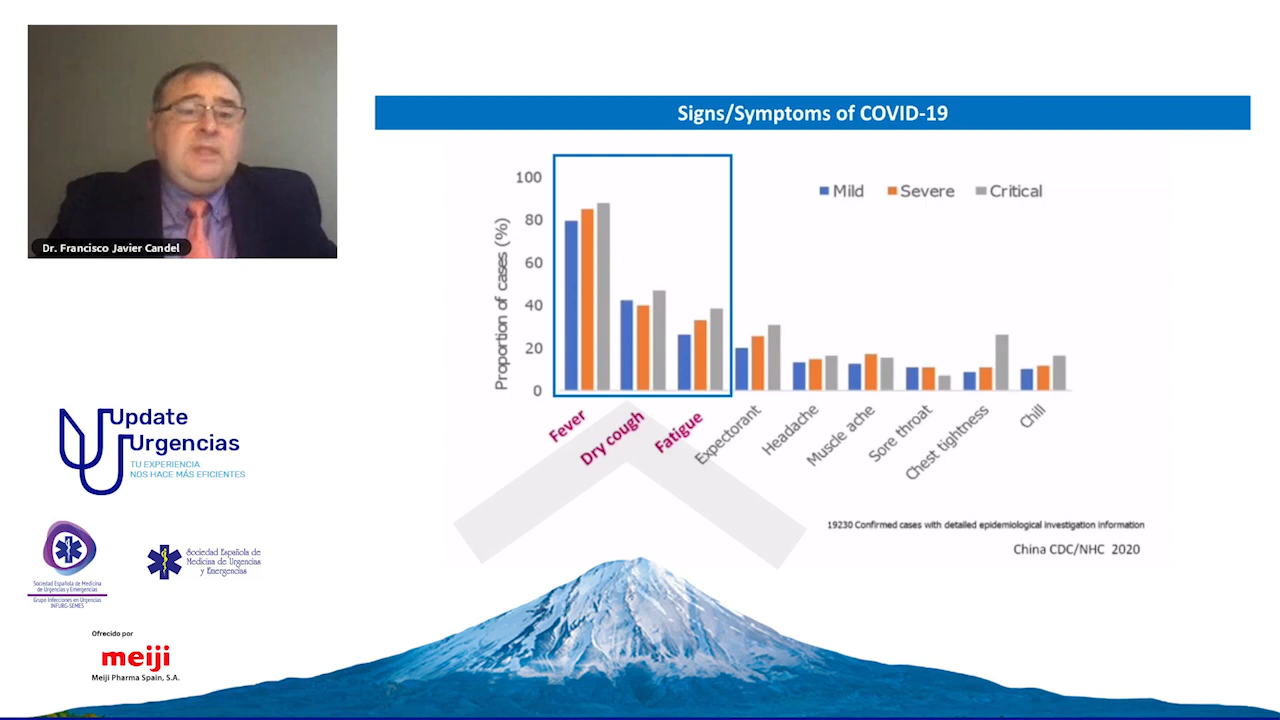 Dr. Francisco Javier Candel
Signs/Symptoms of COVID-19
Proportion of cases (%)
100
80
60
40
20
0
Mild
Severe
Critical
Fever
Dry cough
Fatigue
Expectorant
Headache
Muscle ache
Sore throat
Chest tightness
Chill
19230 Confirmed cases with detailed epidemiological investigation information
China CDC/NHC 2020
Update
Urgencias
TU EXPERIENCIA
NOS HACE MÁS EFICIENTES
Sociedad Española de Medicina
de Urgencias y Emergencias
Grupo Infecciones en Urgencias
INFURG-SEMES
Sociedad Española de
Medicina de Urgencias
y Emergencias
Ofrecido por
meiji
Meiji Pharma Spain, S.A.